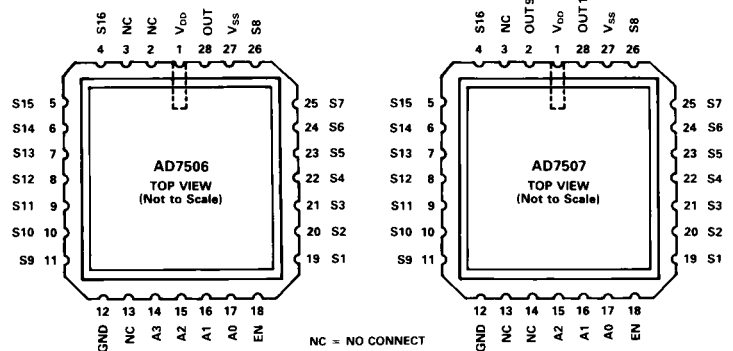 S16 NC NC VDD OUT VSS S8
4 3 2 1 28 27 26
S15 5
S14 6
S13 7
S12 8
S11 9
S10 10
S9 11
AD7506
TOP VIEW
(Not to Scale)
25 S7
24 S6
23 S5
22 S4
21 S3
20 S2
19 S1
12 13 14 15 16 17 18
GND NC A3 A2 A1 A0 EN
S16 NC OUT VDD OUT VSS S8
4 3 2 1 28 27 26
S15 5
S14 6
S13 7
S12 8
S11 9
S10 10
S9 11
AD7507
TOP VIEW
(Not to Scale)
25 S7
24 S6
23 S5
22 S4
21 S3
20 S2
19 S1
12 13 14 15 16 17 18
GND NC NC A2 A1 A0 EN
NC = NO CONNECT